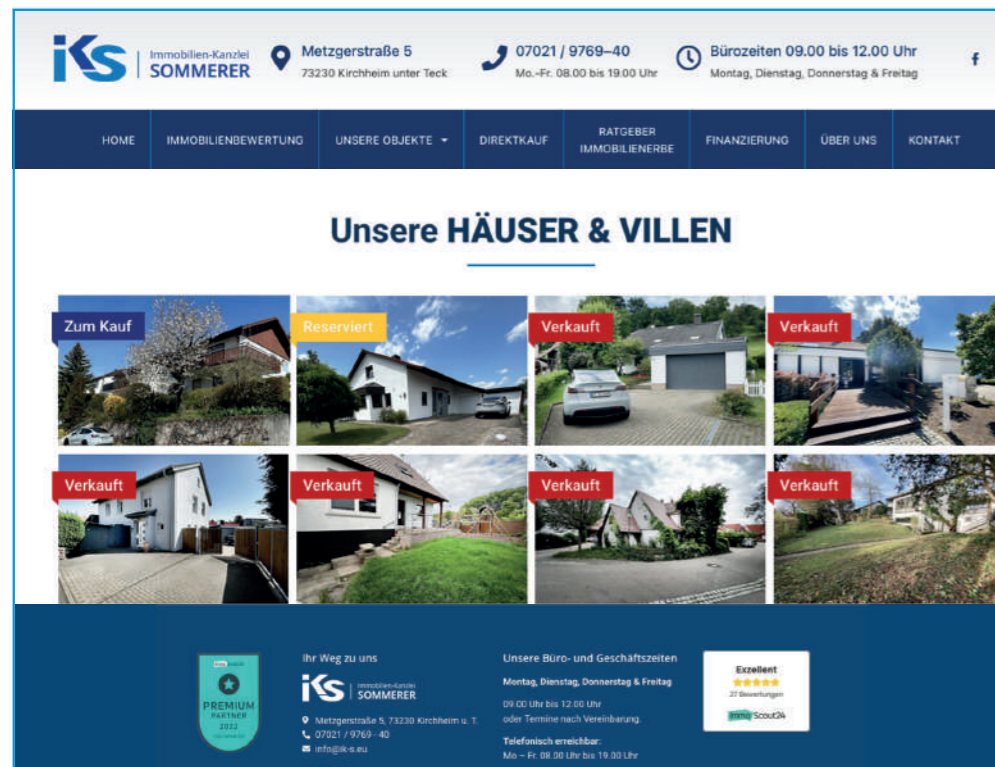 iKS
Immobilien-Kanzlei
SOMMERER
Metzgerstraße 5
73230 Kirchheim unter Teck
07021 / 9769–40
Mo.-Fr. 08.00 bis 19.00 Uhr
Bürozeiten 09.00 bis 12.00 Uhr
Montag, Dienstag, Donnerstag & Freitag
f
HOME
IMMOBILIENBEWERTUNG
UNSERE OBJEKTE
DIREKTKAUF
RATGEBER
IMMOBILIENERBE
FINANZIERUNG
ÜBER UNS
KONTAKT
Unsere HÄUSER & VILLEN
Zum Kauf
Reserviert
Verkauft
Verkauft
Verkauft
Verkauft
Verkauft
Verkauft
PREMIUM
PARTNER
2022
Ihr Weg zu uns
iKS
Immobilien-Kanzlei
SOMMERER
Metzgerstraße 5, 73230 Kirchheim u. T.
07021 / 9769–40
info@ik-s.eu
Unsere Büro- und Geschäftszeiten
Montag, Dienstag, Donnerstag & Freitag
09.00 Uhr bis 12.00 Uhr
oder Termine nach Vereinbarung.
Telefonisch erreichbar:
Mo – Fr. 08.00 Uhr bis 19.00 Uhr
Exzellent
27 Bewertungen
immo Scout24